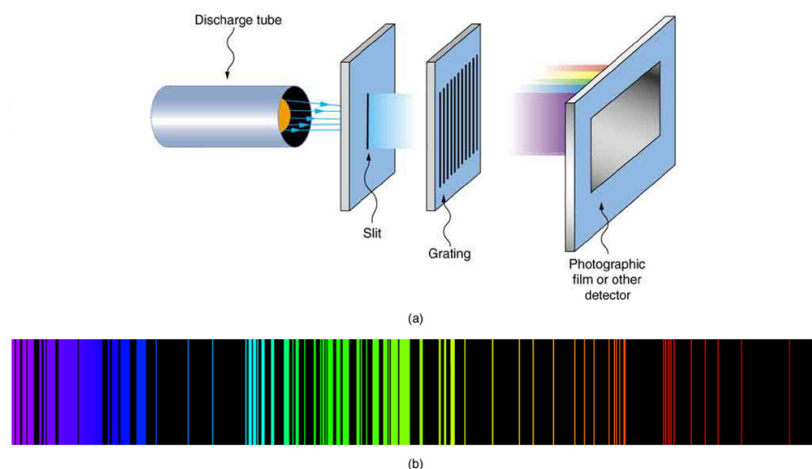 Discharge tube
Slit
Grating
Photographic
film or other
detector
(a)
(b)